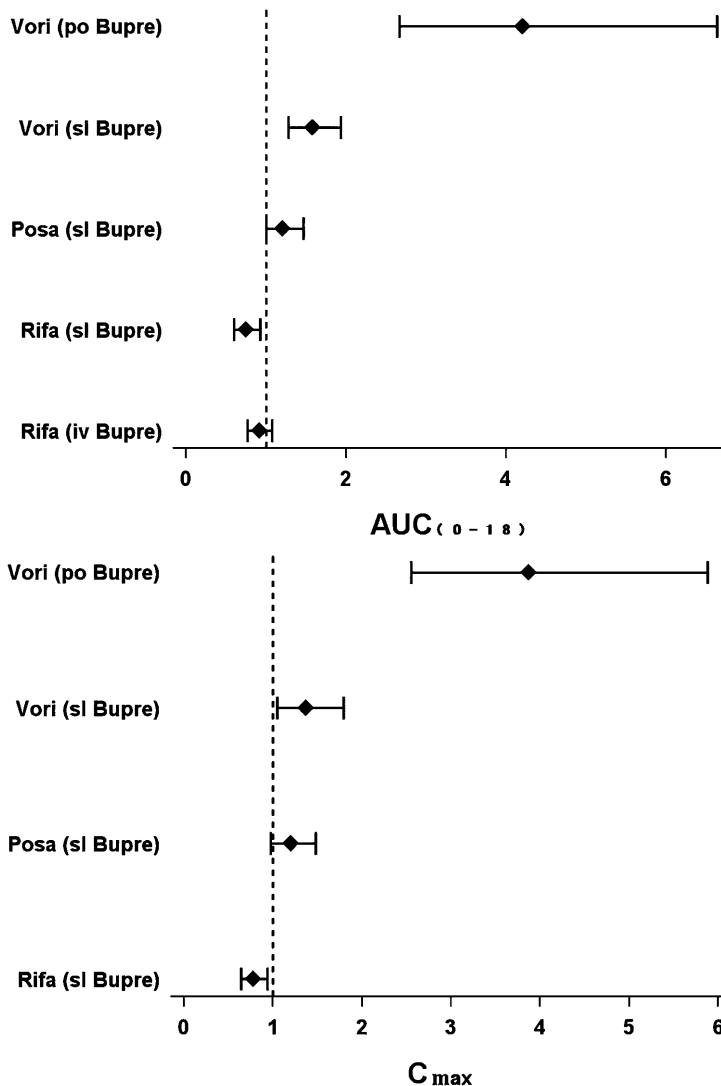 Vori (po Bupre)
Vori (sl Bupre)
Posa (sl Bupre)
Rifa (sl Bupre)
Rifa (iv Bupre)
0 2 4 6
AUC(0-18)
Vori (po Bupre)
Vori (sl Bupre)
Posa (sl Bupre)
Rifa (sl Bupre)
0 1 2 3 4 5 6
Cmax